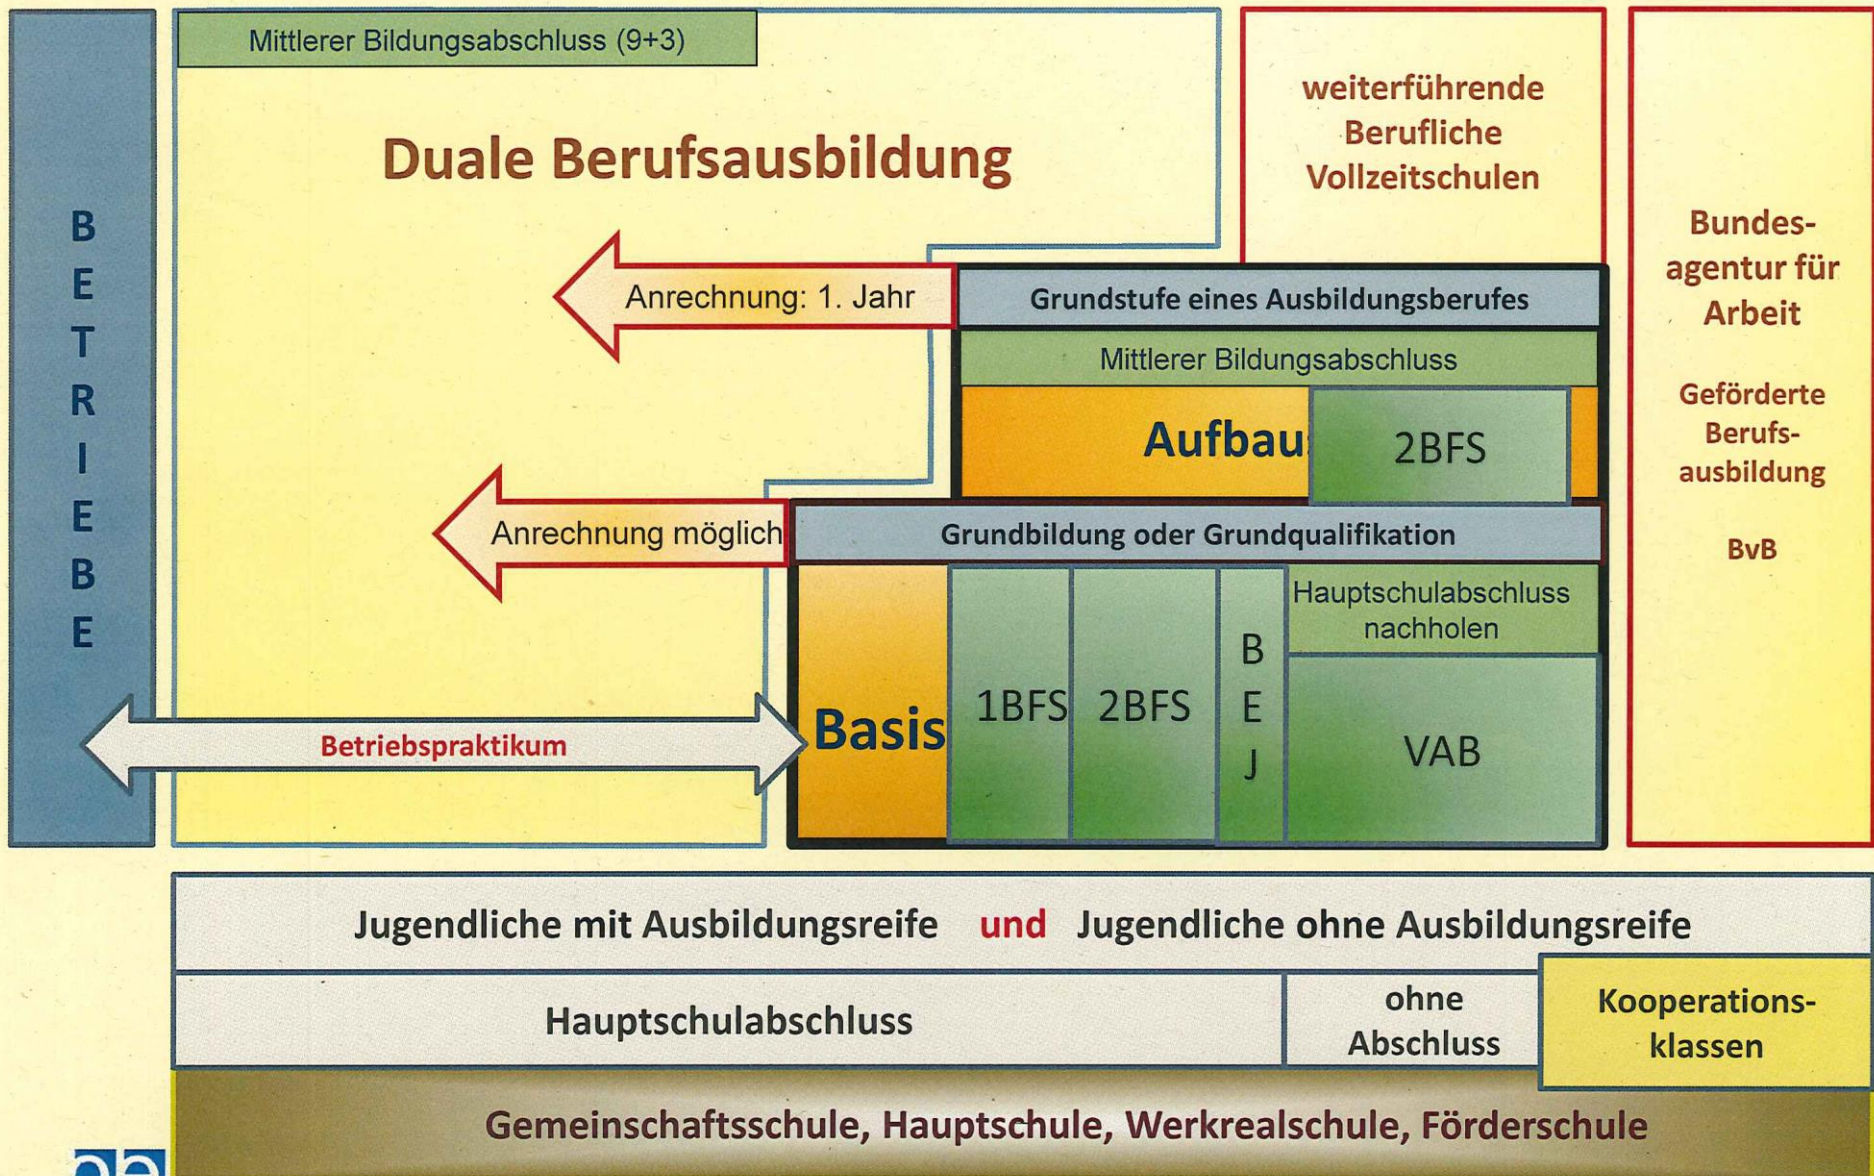 Mittlerer Bildungsabschluss (9+3)
Duale Berufsausbildung
weiterführende
Berufliche
Vollzeitschulen
B
E
T
R
I
E
B
E
Bundes-
agentur für
Arbeit
Geförderte
Berufs-
ausbildung
BvB
Anrechnung: 1. Jahr
Grundstufe eines Ausbildungsberufes
Mittlerer Bildungsabschluss
Aufbau
2BFS
Anrechnung möglich
Grundbildung oder Grundqualifikation
Basis
1BFS
2BFS
B
E
J
Hauptschulabschluss
nachholen
VAB
Betriebspraktikum
Jugendliche mit Ausbildungsreife und Jugendliche ohne Ausbildungsreife
Hauptschulabschluss
ohne
Abschluss
Kooperations-
klassen
Gemeinschaftsschule, Hauptschule, Werkrealschule, Förderschule